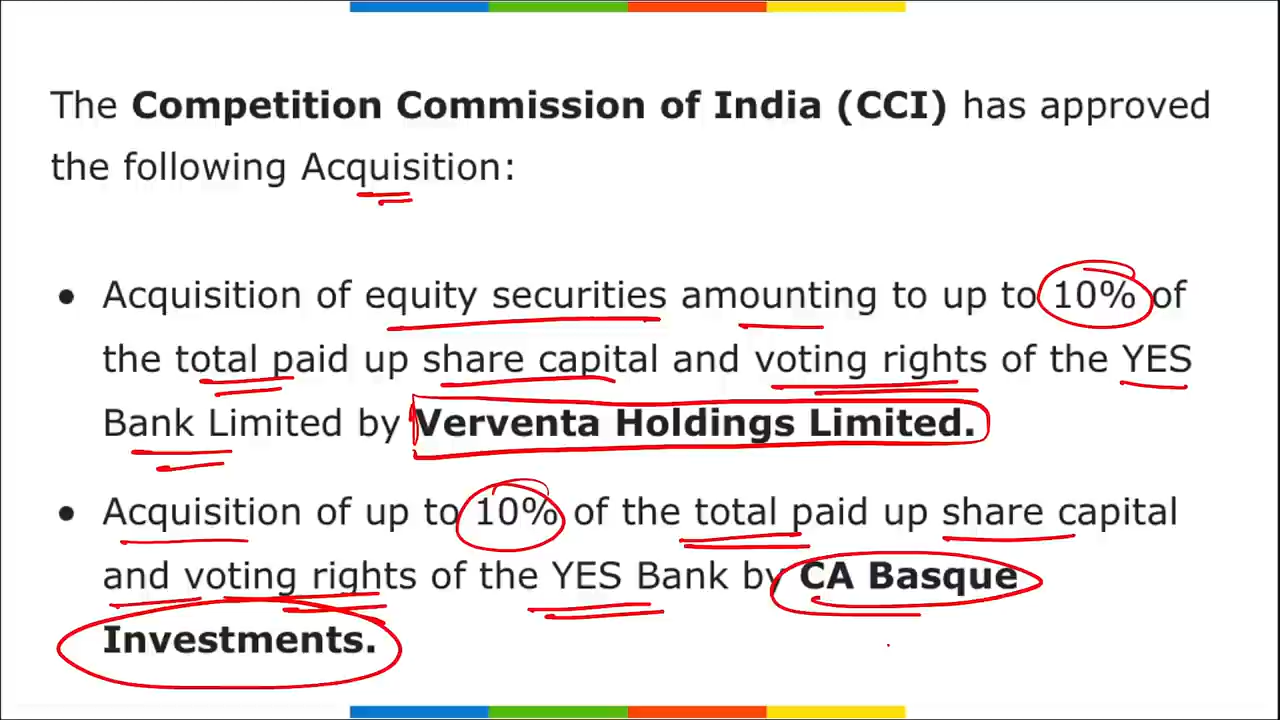 The Competition Commission of India (CCI) has approved
the following Acquisition:
• Acquisition of equity securities amounting to up to 10% of
the total paid up share capital and voting rights of the YES
Bank Limited by Verventa Holdings Limited.
• Acquisition of up to 10% of the total paid up share capital
and voting rights of the YES Bank by CA Basque
Investments.